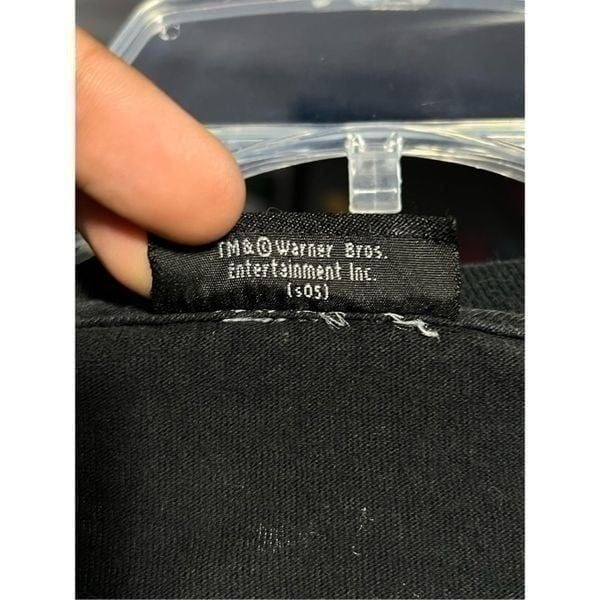 TM & © Warner Bros.
Entertainment Inc.
(s05)